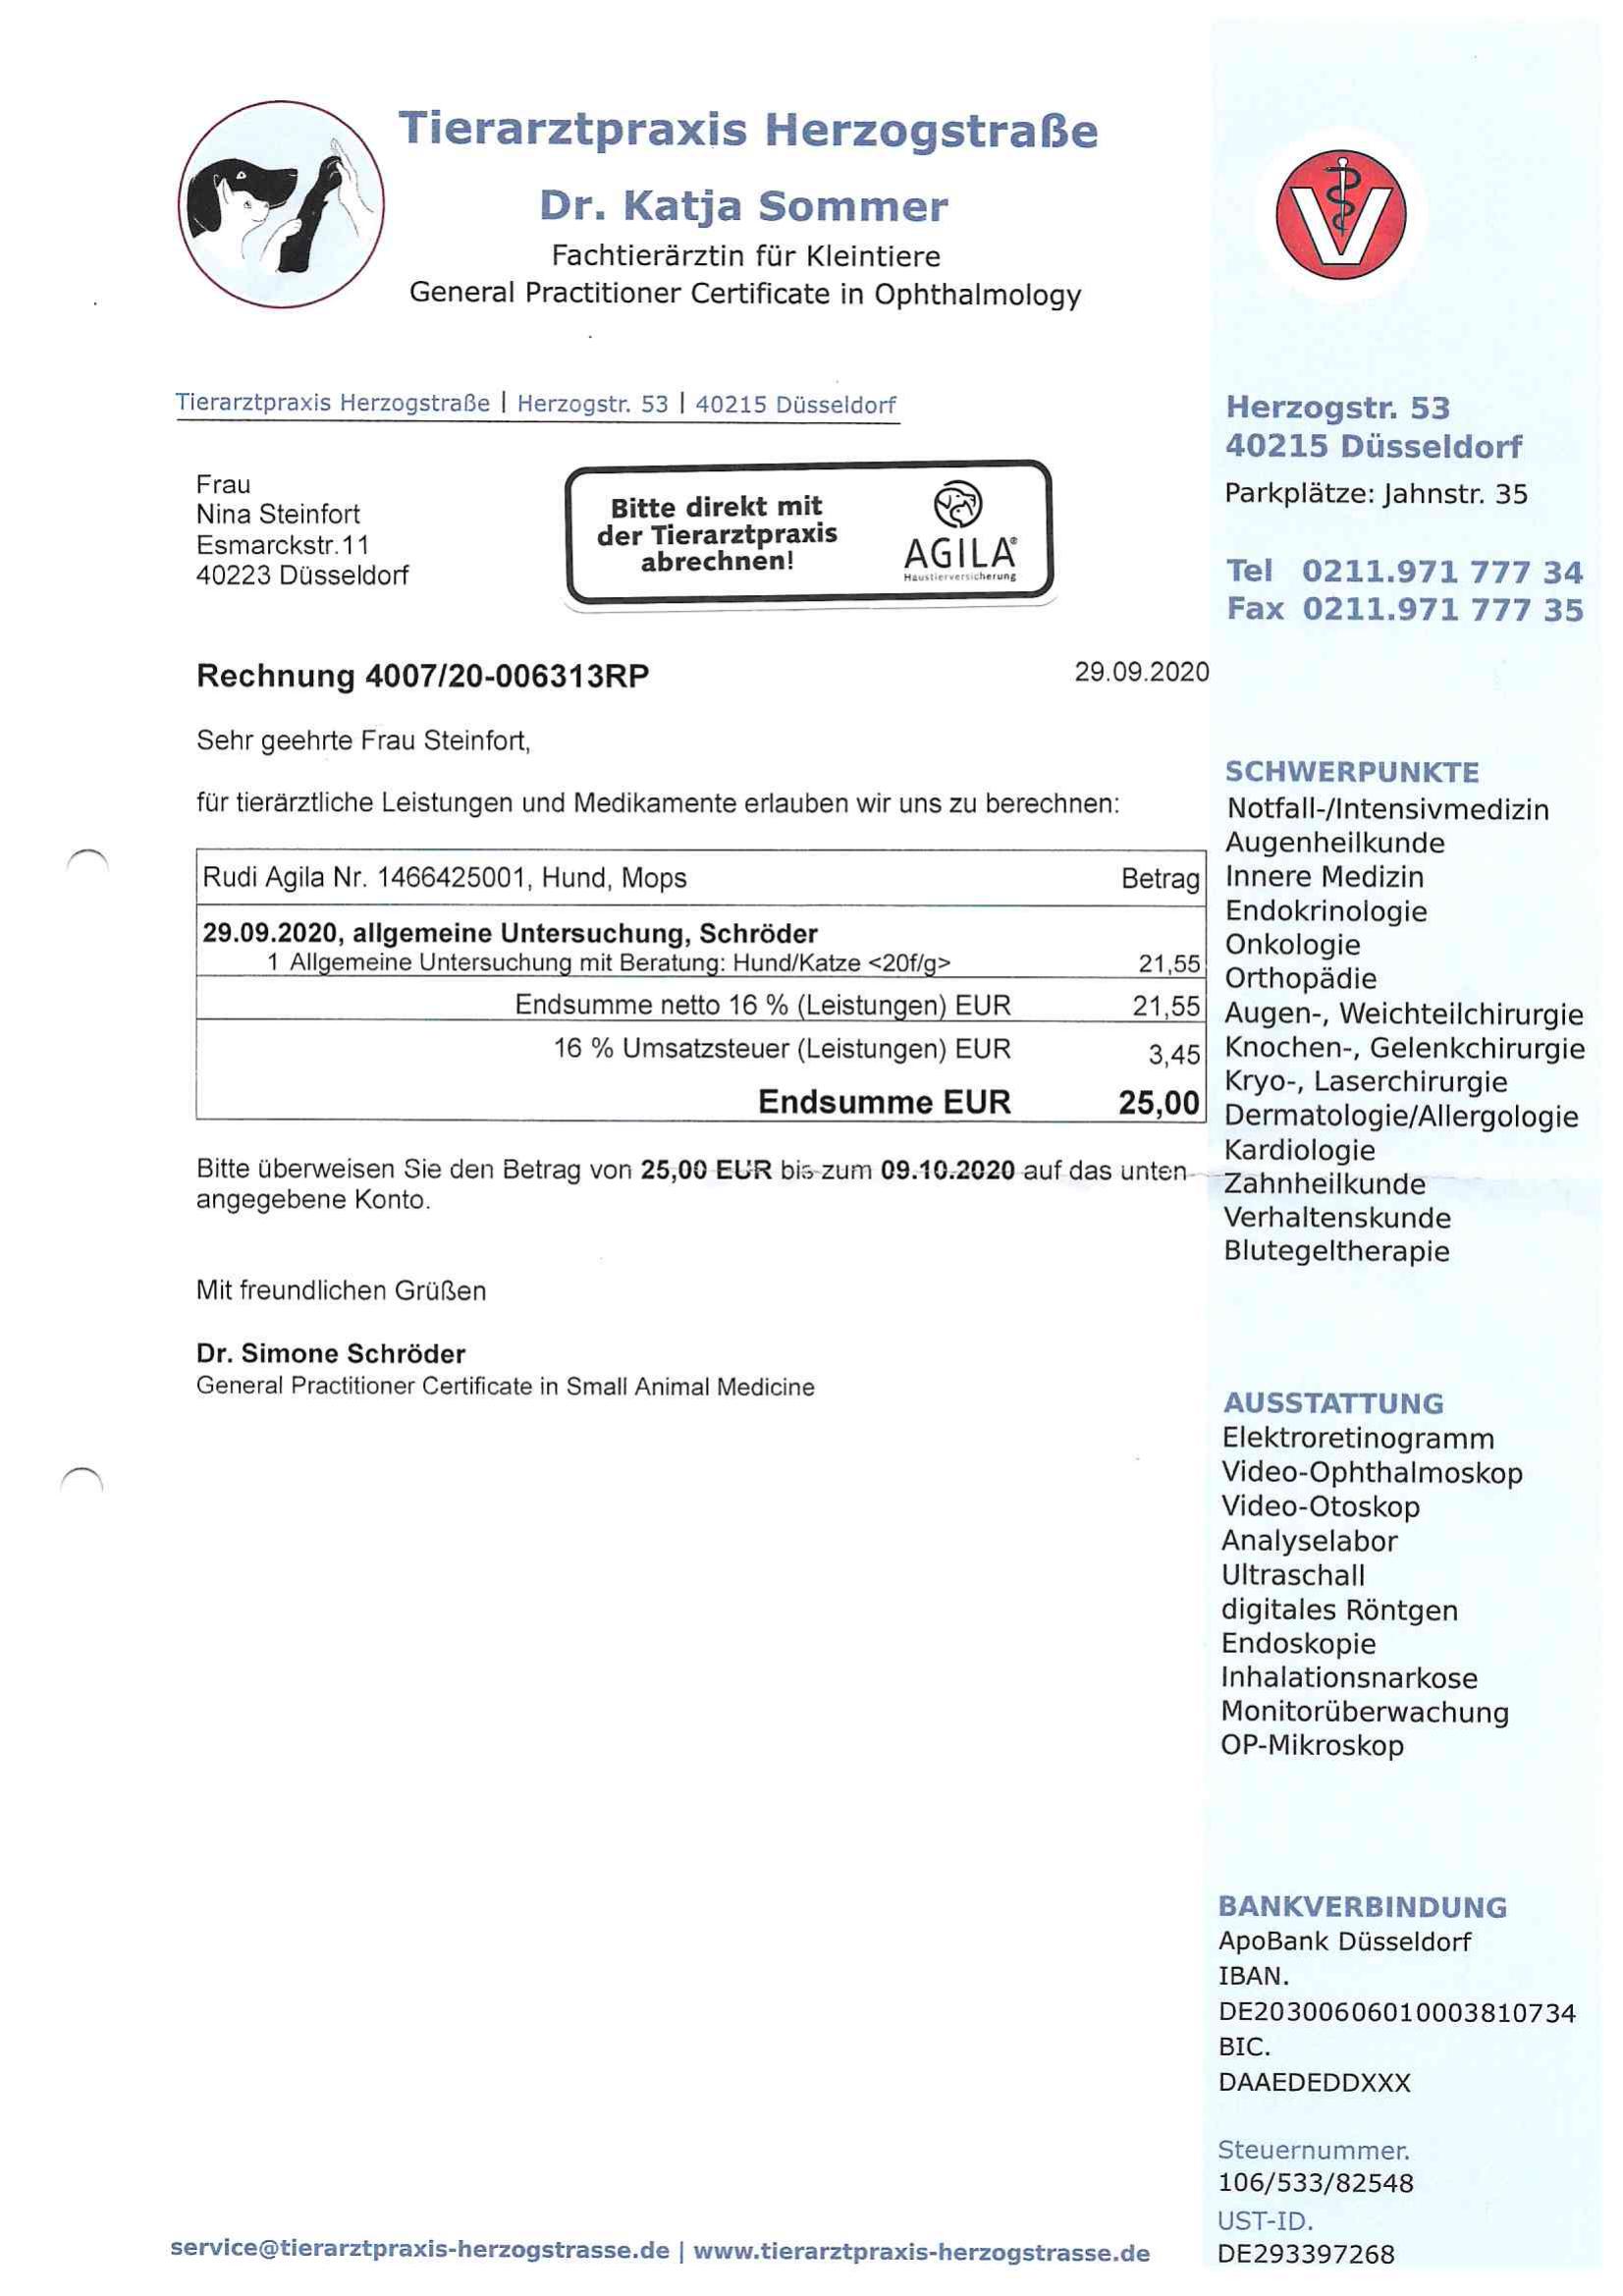 Tierarztpraxis Herzogstraße
Dr. Katja Sommer
Fachtierärztin für Kleintiere
General Practitioner Certificate in Ophthalmology
V
Tierarztpraxis Herzogstraße | Herzogstr. 53 | 40215 Düsseldorf
Herzogstr. 53
40215 Düsseldorf
Parkplätze: Jahnstr. 35
Tel 0211.971 777 34
Fax 0211.971 777 35
Frau
Nina Steinfort
Esmarckstr.11
40223 Düsseldorf
Bitte direkt mit
der Tierarztpraxis
abrechnen!
AGILA®
Haustierversicherung
Rechnung 4007/20-006313RP 29.09.2020
Sehr geehrte Frau Steinfort,
für tierärztliche Leistungen und Medikamente erlauben wir uns zu berechnen:
Rudi Agila Nr. 1466425001, Hund, Mops Betrag
29.09.2020, allgemeine Untersuchung, Schröder
1 Allgemeine Untersuchung mit Beratung: Hund/Katze <20f/g> 21,55
Endsumme netto 16 % (Leistungen) EUR 21,55
16 % Umsatzsteuer (Leistungen) EUR 3,45
Endsumme EUR 25,00
Bitte überweisen Sie den Betrag von 25,00 EUR bis zum 09.10.2020 auf das unten
angegebene Konto.
Mit freundlichen Grüßen
Dr. Simone Schröder
General Practitioner Certificate in Small Animal Medicine
SCHWERPUNKTE
Notfall-/Intensivmedizin
Augenheilkunde
Innere Medizin
Endokrinologie
Onkologie
Orthopädie
Augen-, Weichteilchirurgie
Knochen-, Gelenkchirurgie
Kryo-, Laserchirurgie
Dermatologie/Allergologie
Kardiologie
Zahnheilkunde
Verhaltenskunde
Blutegeltherapie
AUSSTATTUNG
Elektroretinogramm
Video-Ophthalmoskop
Video-Otoskop
Analyselabor
Ultraschall
digitales Röntgen
Endoskopie
Inhalationsnarkose
Monitorüberwachung
OP-Mikroskop
BANKVERBINDUNG
ApoBank Düsseldorf
IBAN.
DE20300606010003810734
BIC.
DAAEDEDDXXX
Steuernummer.
106/533/82548
UST-ID.
DE293397268
service@tierarztpraxis-herzogstrasse.de | www.tierarztpraxis-herzogstrasse.de